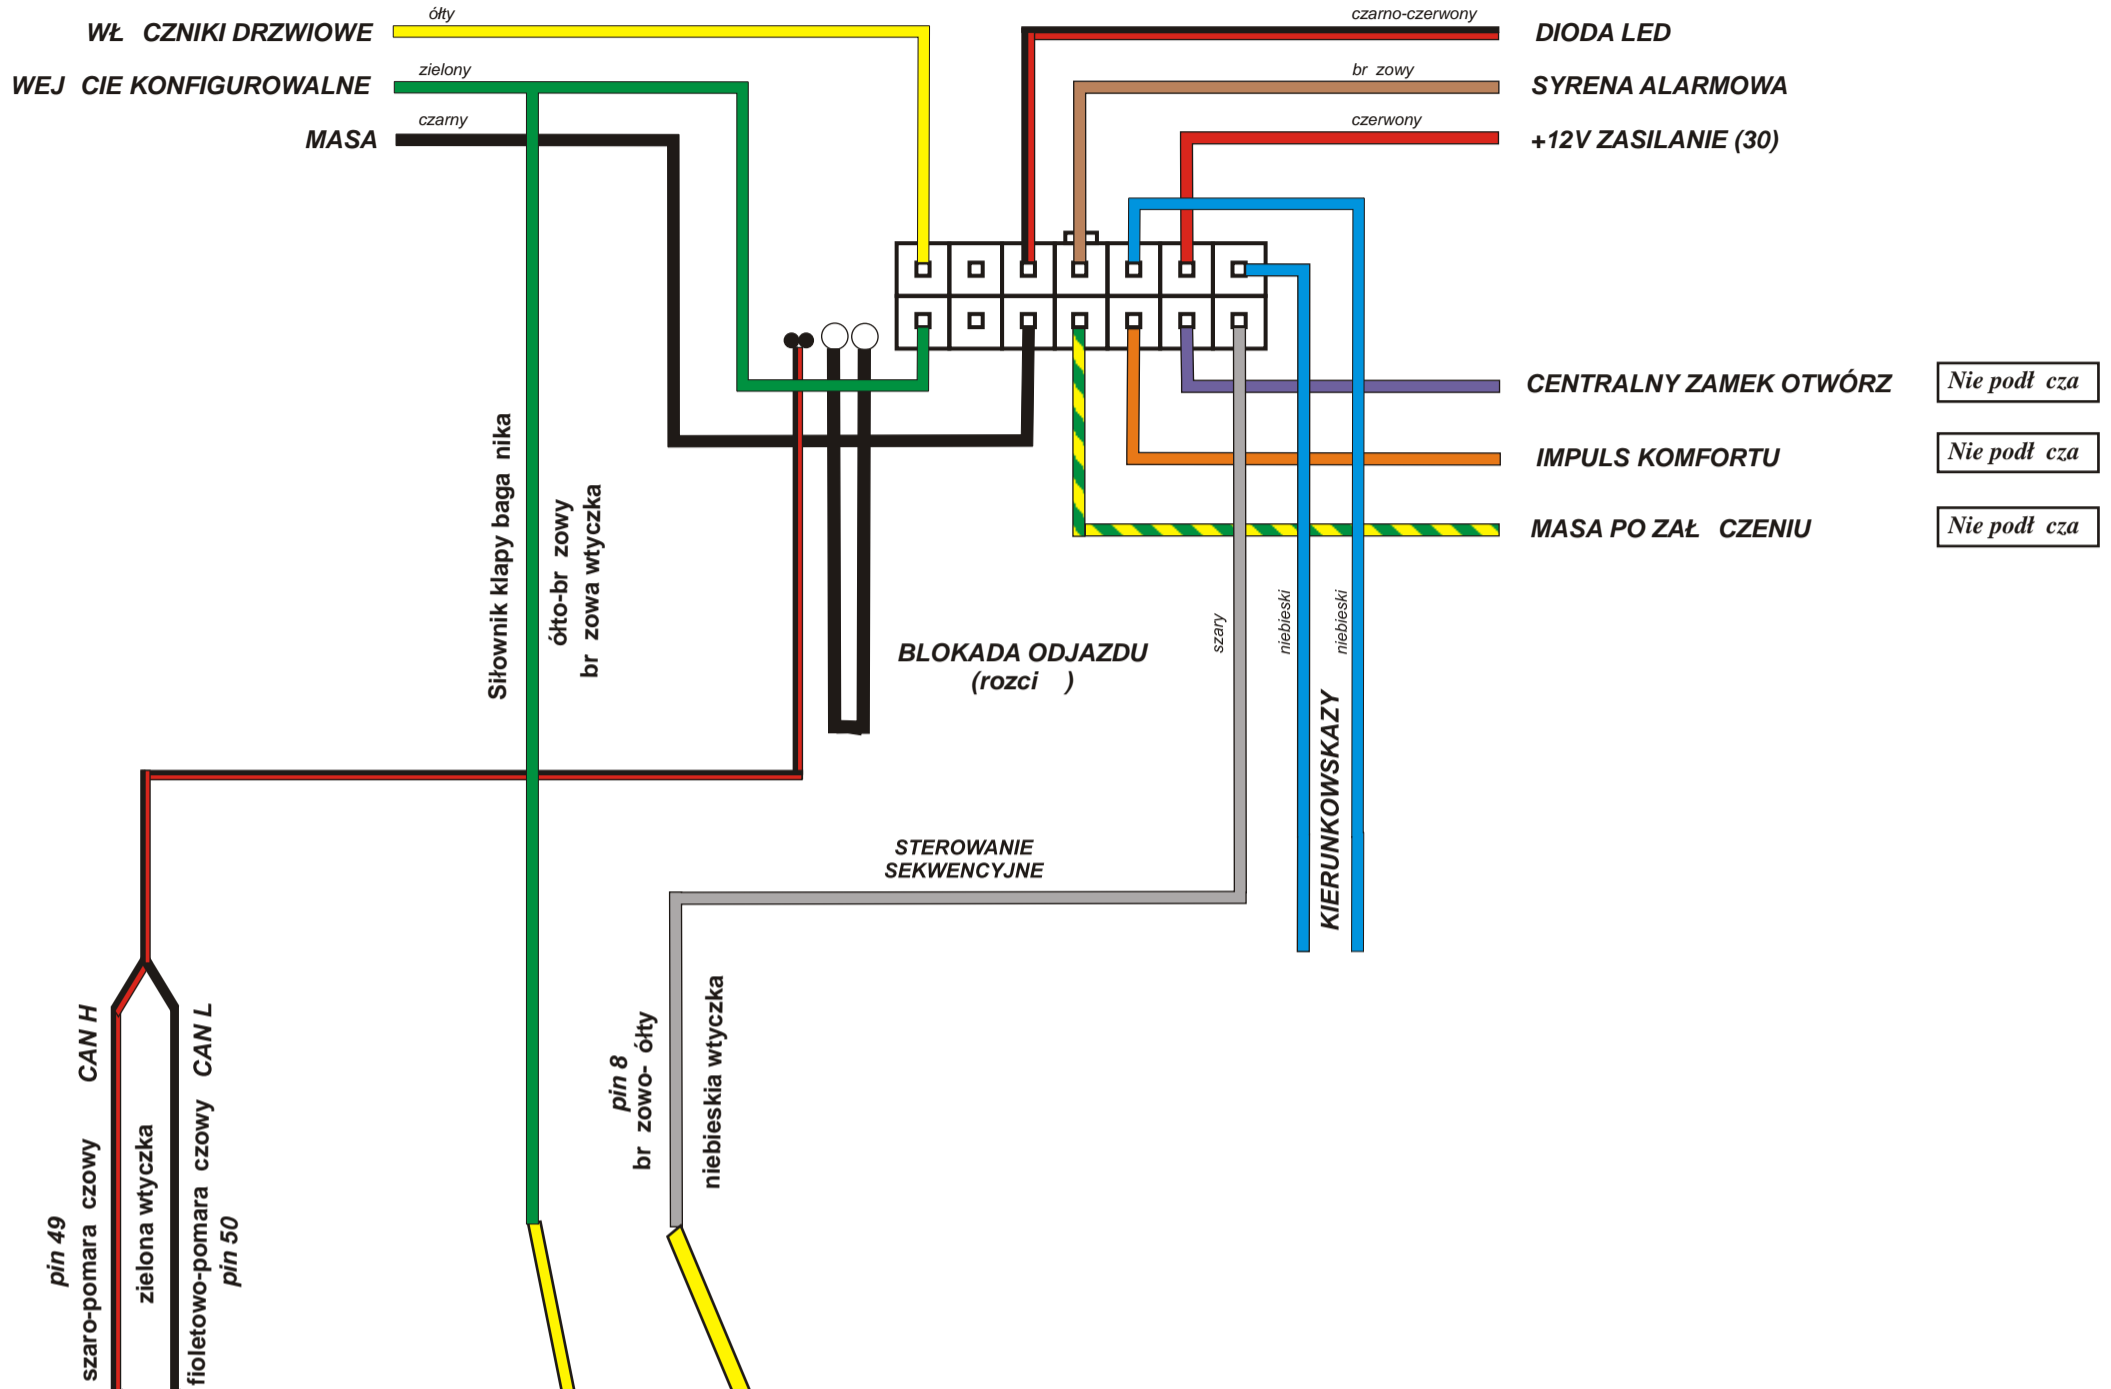 WŁ CZNIKI DRZWIOWE
ółty
WEJ CIE KONFIGUROWALNE
zielony
MASA
czarny
czarno-czerwony
DIODA LED
br zowy
SYRENA ALARMOWA
czerwony
+12V ZASILANIE (30)
CENTRALNY ZAMEK OTWÓRZ
Nie podł cza
IMPULS KOMFORTU
Nie podł cza
MASA PO ZAŁ CZENIU
Nie podł cza
Siłownik klapy baga nika
ółto-br zowy
br zowa wtyczka
BLOKADA ODJAZDU
(rozci )
szary
niebieski
niebieski
KIERUNKOWSKAZY
STEROWANIE
SEKWENCYJNE
pin 8
br zowo- ółty
niebieskia wtyczka
CAN H
CAN L
pin 49
szaro-pomara czowy
zielona wtyczka
fioletowo-pomara czowy
pin 50